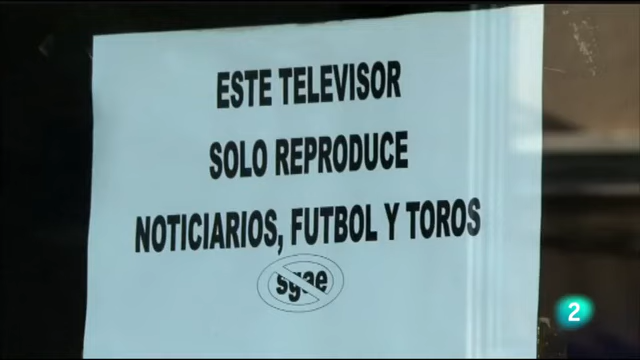 ESTE TELEVISOR
SOLO REPRODUCE
NOTICIARIOS, FUTBOL Y TOROS
sgae
2